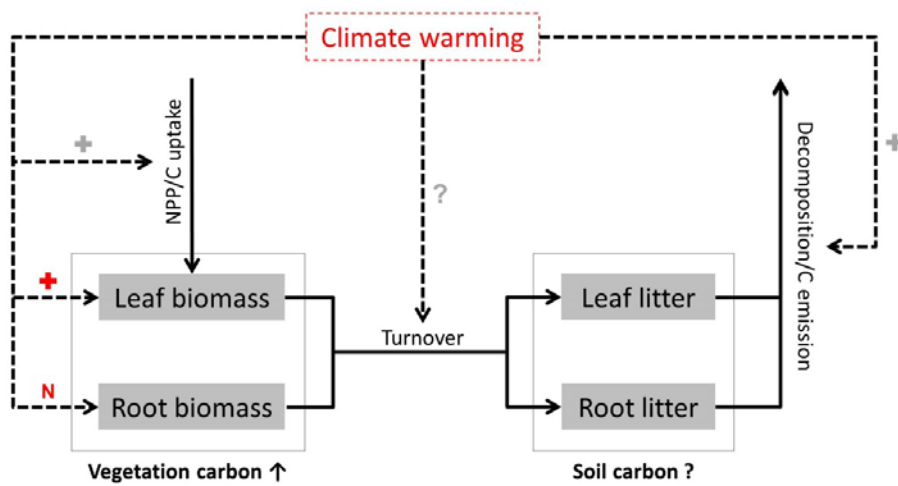 Climate warming
+
NPP/C uptake
?
Decomposition/C emission
+
+
Leaf biomass
Leaf litter
Turnover
N
Root biomass
Root litter
Vegetation carbon ↑
Soil carbon ?